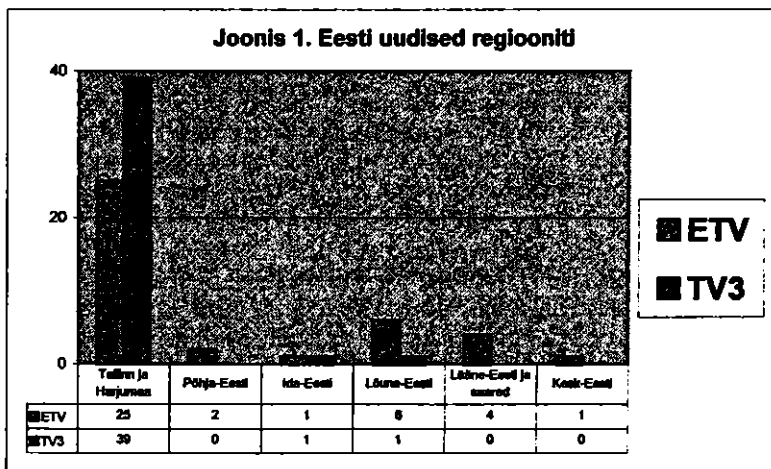 Joonis 1. Eesti uudised regiooniti
40
20
0
ETV
TV3
Tallinn ja Harjumaa Põhja-Eesti Ida-Eesti Lõuna-Eesti Lääne-Eesti ja saared Kesk-Eesti
ETV 25 2 1 6 4 1
TV3 39 0 1 1 0 0